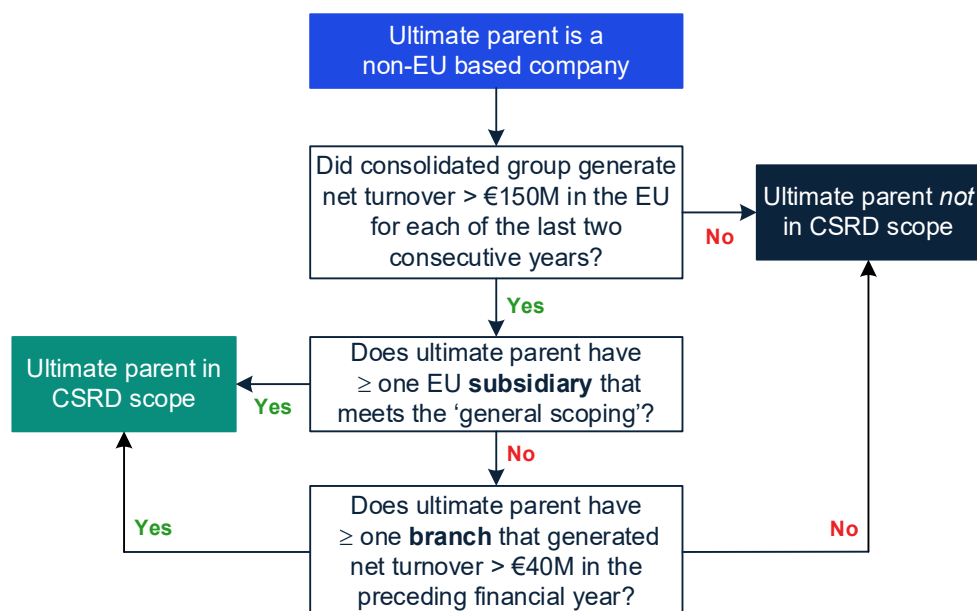 Ultimate parent is a
non-EU based company
Did consolidated group generate
net turnover > €150M in the EU
for each of the last two
consecutive years?
No
Ultimate parent not
in CSRD scope
Yes
Ultimate parent in
CSRD scope
Yes
Does ultimate parent have
≥ one EU subsidiary that
meets the ‘general scoping’?
No
Yes
Does ultimate parent have
≥ one branch that generated
net turnover > €40M in the
preceding financial year?
No